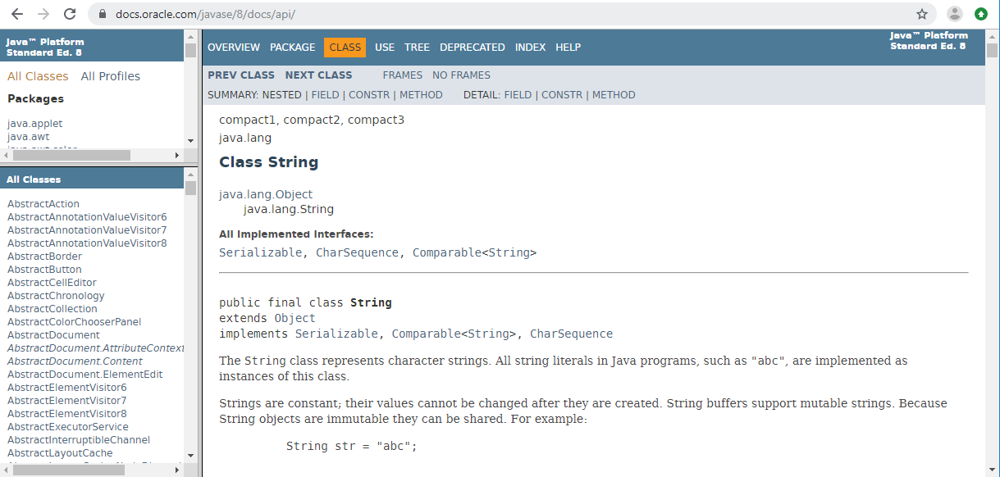 docs.oracle.com/javase/8/docs/api/
Java™ Platform
Standard Ed. 8
All Classes All Profiles
Packages
java.applet
java.awt
All Classes
AbstractAction
AbstractAnnotationValueVisitor6
AbstractAnnotationValueVisitor7
AbstractAnnotationValueVisitor8
AbstractBorder
AbstractButton
AbstractCellEditor
AbstractChronology
AbstractCollection
AbstractColorChooserPanel
AbstractDocument
AbstractDocument.AttributeContext
AbstractDocument.Content
AbstractDocument.ElementEdit
AbstractElementVisitor6
AbstractElementVisitor7
AbstractElementVisitor8
AbstractExecutorService
AbstractInterruptibleChannel
AbstractLayoutCache
OVERVIEW PACKAGE CLASS USE TREE DEPRECATED INDEX HELP
Java™ Platform
Standard Ed. 8
PREV CLASS NEXT CLASS FRAMES NO FRAMES
SUMMARY: NESTED | FIELD | CONSTR | METHOD DETAIL: FIELD | CONSTR | METHOD
compact1, compact2, compact3
java.lang
Class String
java.lang.Object
java.lang.String
All Implemented Interfaces:
Serializable, CharSequence, Comparable<String>
public final class String
extends Object
implements Serializable, Comparable<String>, CharSequence
The String class represents character strings. All string literals in Java programs, such as "abc", are implemented as
instances of this class.
Strings are constant; their values cannot be changed after they are created. String buffers support mutable strings. Because
String objects are immutable they can be shared. For example:
String str = "abc";